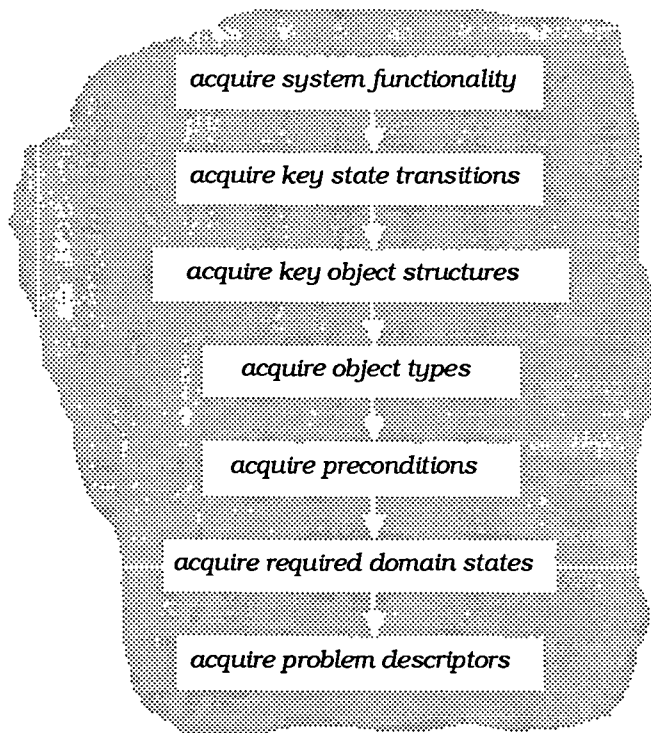 acquire system functionality
acquire key state transitions
acquire key object structures
acquire object types
acquire preconditions
acquire required domain states
acquire problem descriptors